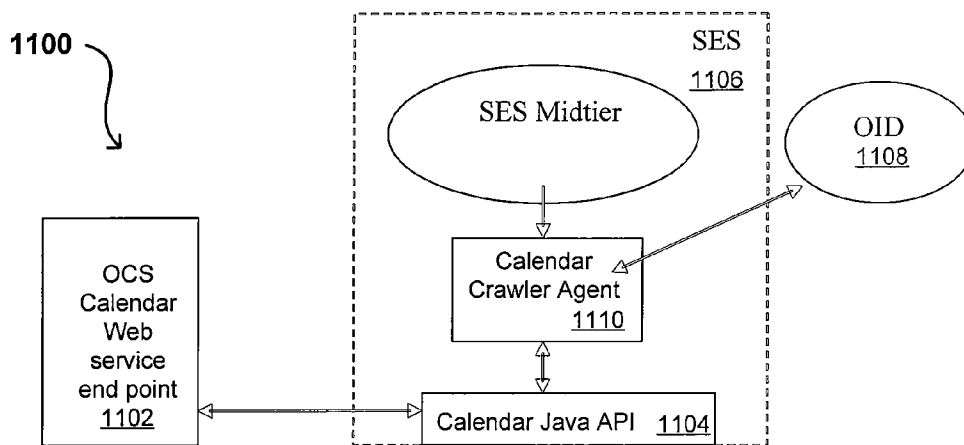 1100
SES
1106
SES Midtier
OID
1108
OCS
Calendar
Web
service
end point
1102
Calendar
Crawler Agent
1110
Calendar Java API 1104